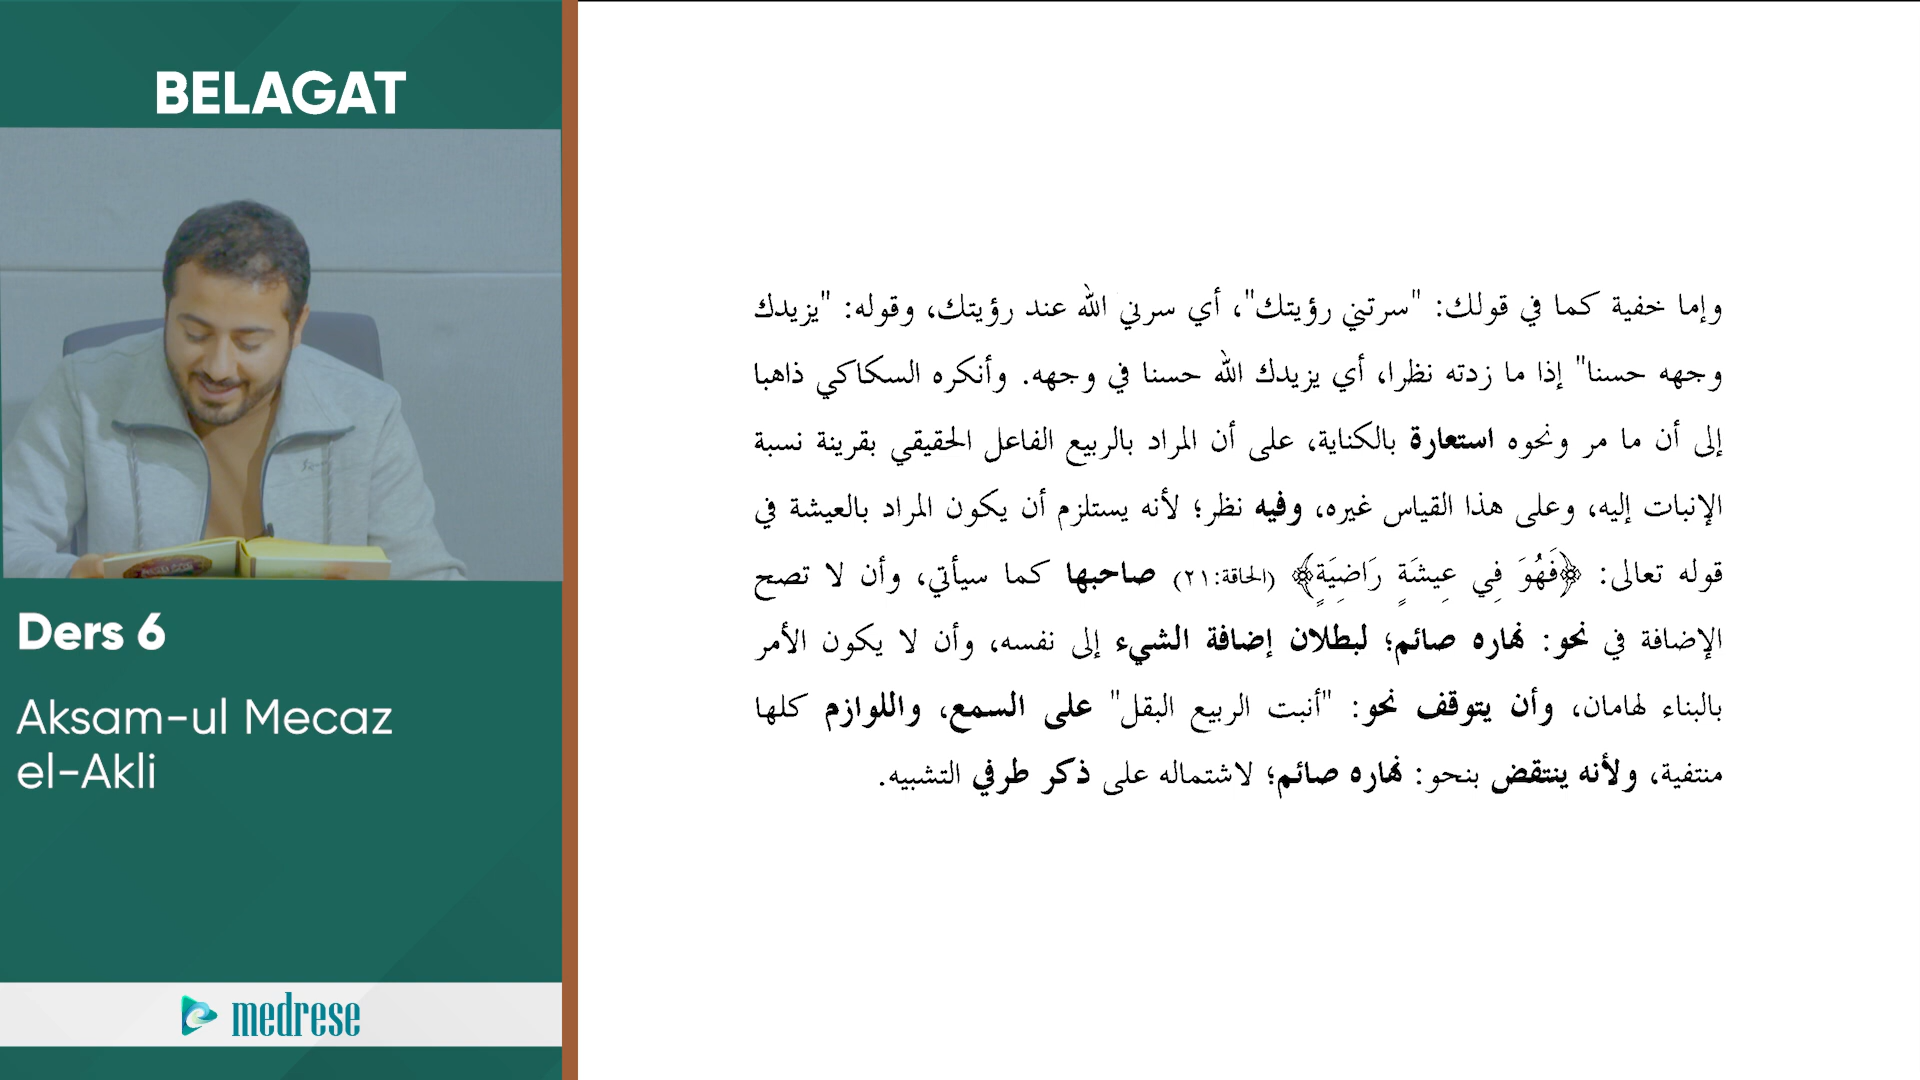 BELAGAT
Ders 6
Aksam-ul Mecaz
el-Akli
medrese
وإما خفية كما في قولك: "سرتني رؤيتك"، أي سرني الله عند رؤيتك، وقوله: "يزيدك
وجهه حسنا" إذا ما زدته نظرا، أي يزيدك الله حسنا في وجهه. وأنكره السكاكي ذاهبا
إلى أن ما مر ونحوه استعارة بالكناية، على أن المراد بالربيع الفاعل الحقيقي بقرينة نسبة
الإنبات إليه، وعلى هذا القياس غيره، وفيه نظر؛ لأنه يستلزم أن يكون المراد بالعيشة في
قوله تعالى: ﴿فَهُوَ فِي عِيشَةٍ رَاضِيَةٍ﴾ (الحاقة:٢١) صاحبها كما سيأتي، وأن لا تصح
الإضافة في نحو: نهاره صائم؛ لبطلان إضافة الشيء إلى نفسه، وأن لا يكون الأمر
بالبناء لهامان، وأن يتوقف نحو: "أنبت الربيع البقل" على السمع، واللوازم كلها
منتفية، ولأنه ينتقض بنحو: نهاره صائم؛ لاشتماله على ذكر طرفي التشبيه.